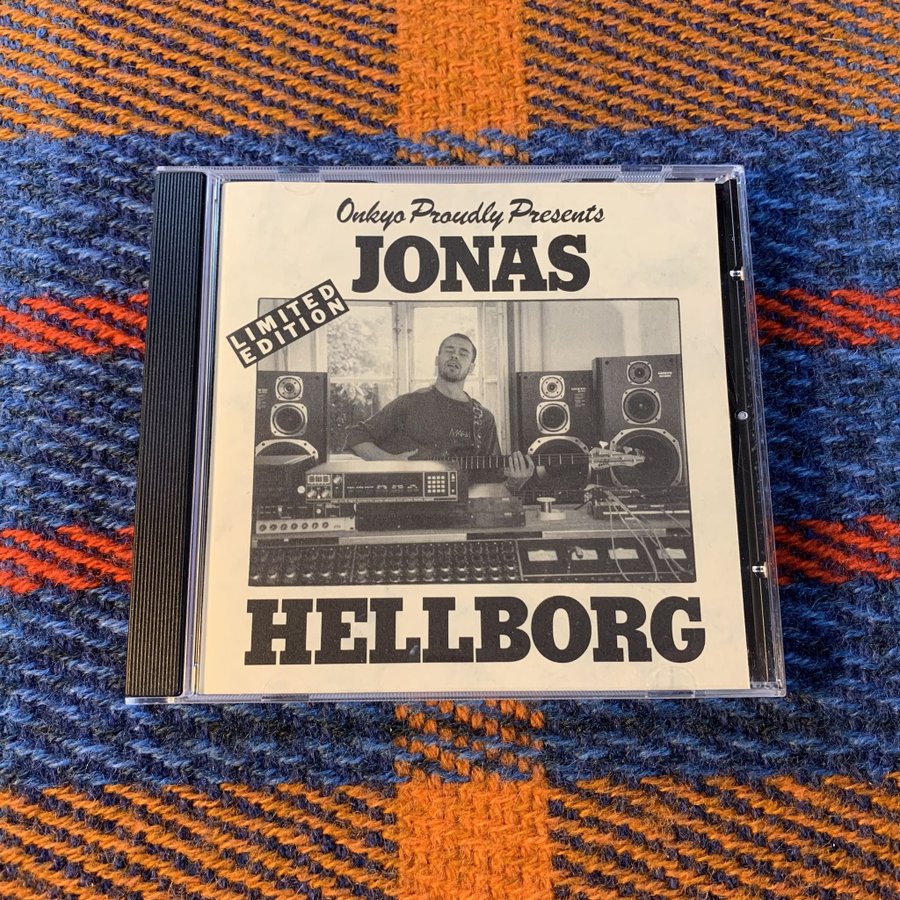 Onkyo Proudly Presents
JONAS
LIMITED
EDITION
HELLBORG